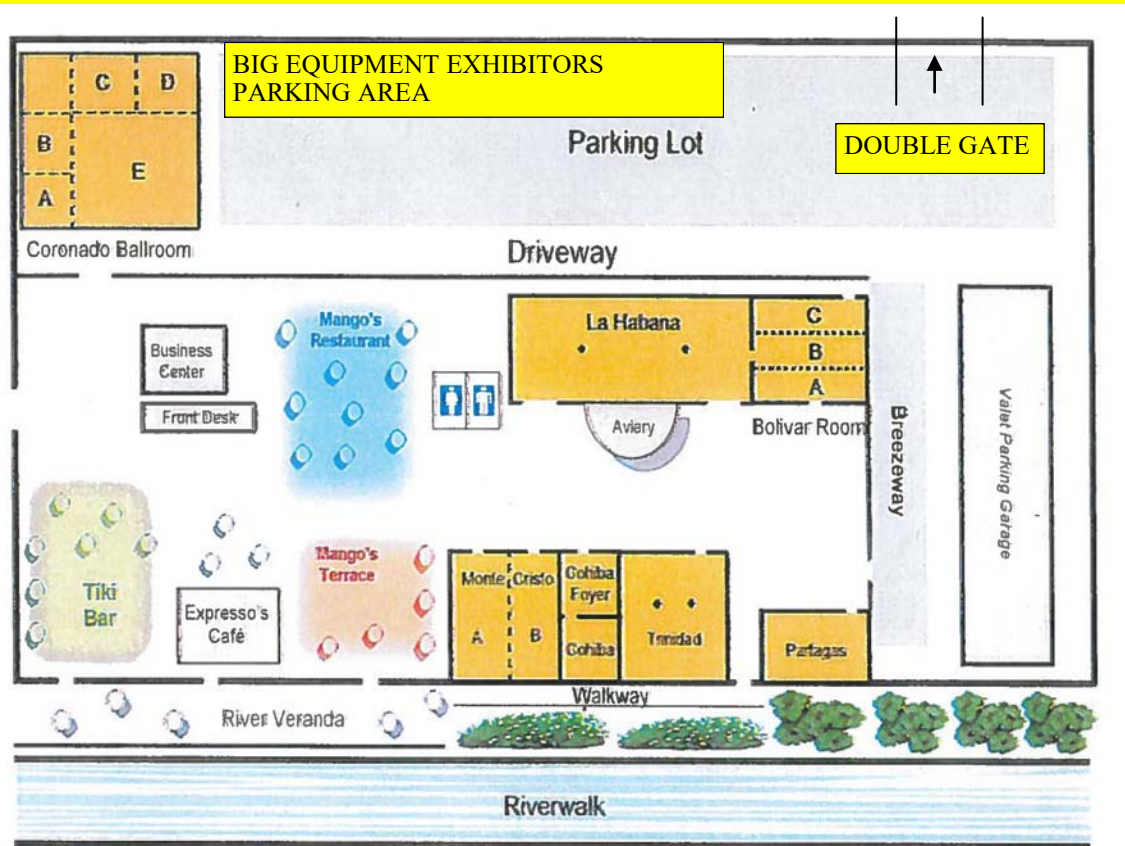 BIG EQUIPMENT EXHIBITORS
PARKING AREA
DOUBLE GATE
C D
B
E
A
Parking Lot
Coronado Ballroom
Driveway
Mango's
Restaurant
La Habana
C
B
A
Business
Center
Front Desk
Aviary
Bolivar Room
Breezeway
Valat Parking Garage
Tiki
Bar
Expresso's
Café
Mango's
Terrace
Monte Cristo
A B
Cohiba
Foyer
Cohiba
Trinidad
Partagas
Walkway
River Veranda
Riverwalk